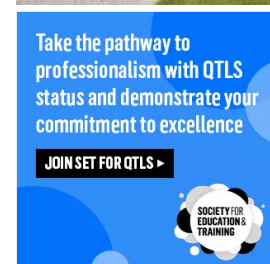 Take the pathway to
professionalism with QTLS
status and demonstrate your
commitment to excellence
JOIN SET FOR QTLS ▸
SOCIETY FOR
EDUCATION &
TRAINING